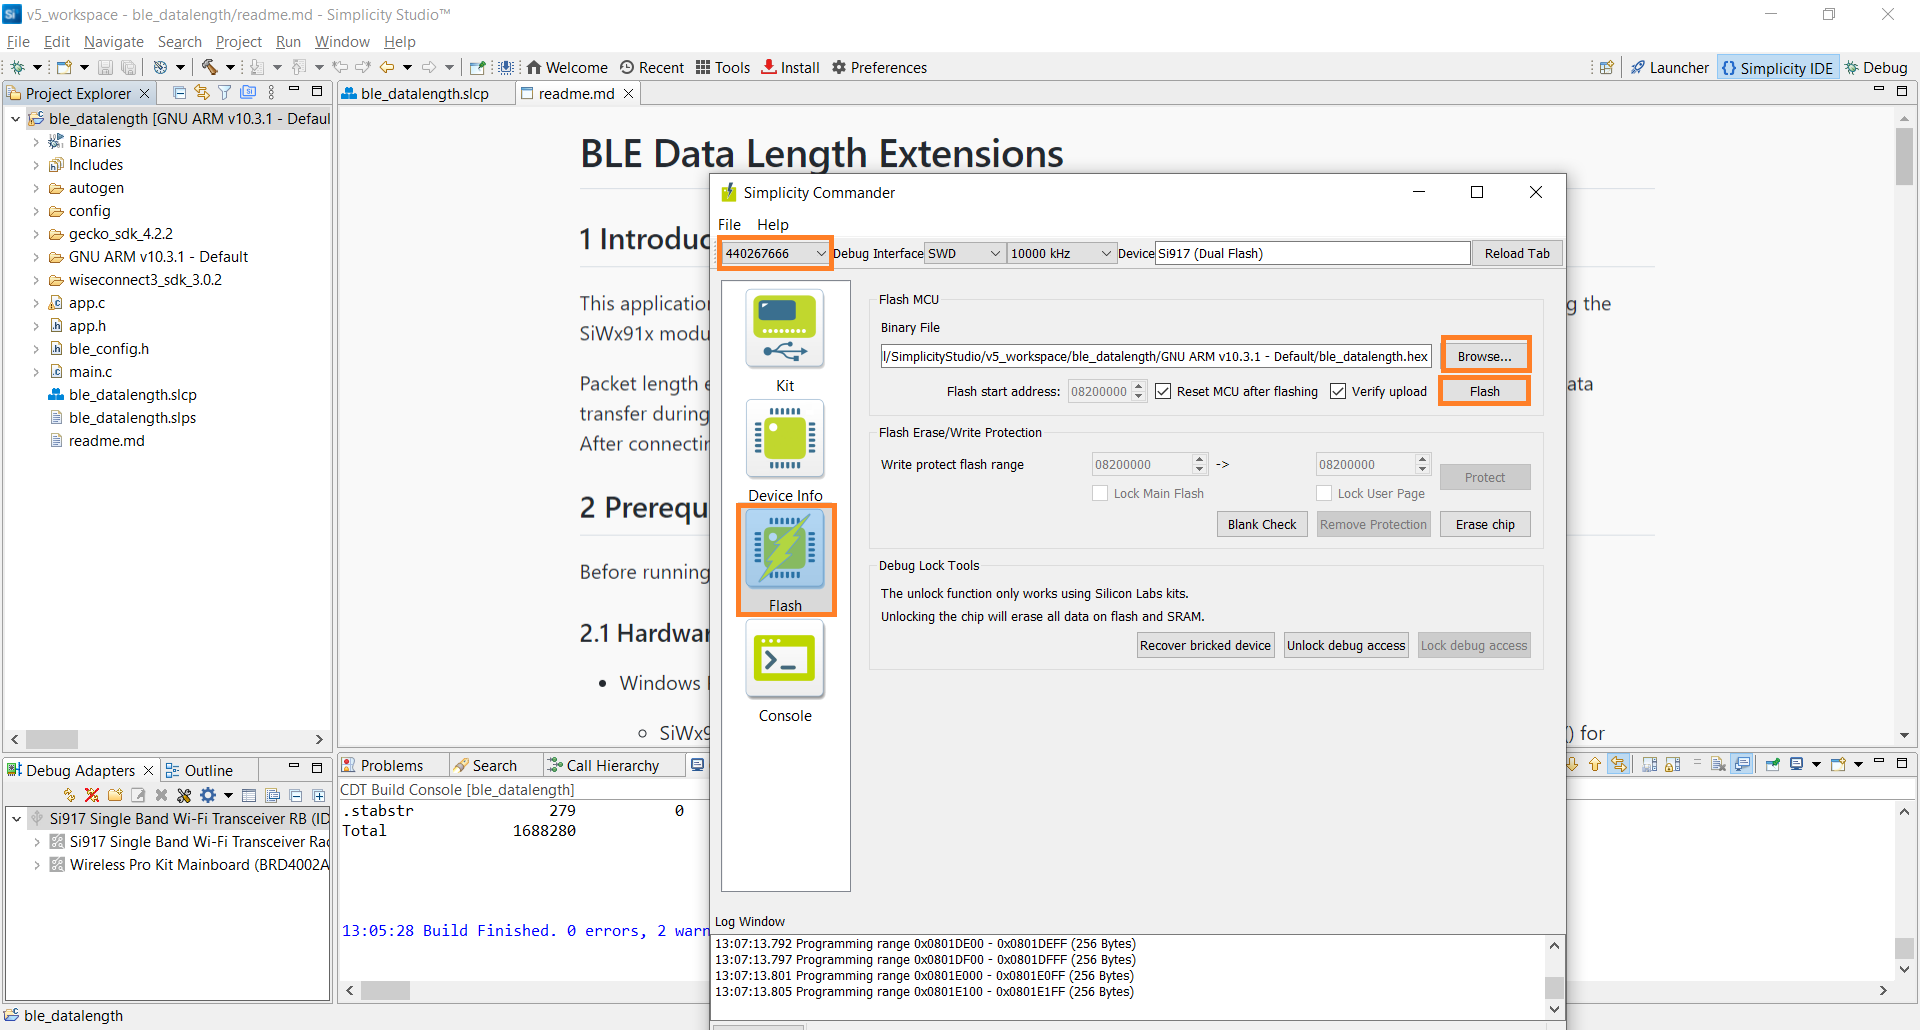 v5_workspace - ble_datalength/readme.md - Simplicity Studio™
File Edit Navigate Search Project Run Window Help
Welcome Recent Tools Install Preferences
Launcher {} Simplicity IDE Debug
Project Explorer
ble_datalength [GNU ARM v10.3.1 - Defaul
Binaries
Includes
autogen
config
gecko_sdk_4.2.2
GNU ARM v10.3.1 - Default
wiseconnect3_sdk_3.0.2
app.c
app.h
ble_config.h
main.c
ble_datalength.slcp
ble_datalength.slps
readme.md
ble_datalength.slcp readme.md
BLE Data Length Extensions
1 Introduc
This application
g the
SiWx91x modu
Packet length e
ata
transfer during
After connectin
2 Prerequ
Before running
2.1 Hardwar
Windows
SiWx9
) for
Simplicity Commander
File Help
440267666 Debug Interface SWD 10000 kHz Device Si917 (Dual Flash) Reload Tab
Kit
Device Info
Flash
Console
Flash MCU
Binary File
l/SimplicityStudio/v5_workspace/ble_datalength/GNU ARM v10.3.1 - Default/ble_datalength.hex Browse...
Flash start address: 08200000 Reset MCU after flashing Verify upload Flash
Flash Erase/Write Protection
Write protect flash range 08200000 -> 08200000 Protect
Lock Main Flash Lock User Page
Blank Check Remove Protection Erase chip
Debug Lock Tools
The unlock function only works using Silicon Labs kits.
Unlocking the chip will erase all data on flash and SRAM.
Recover bricked device Unlock debug access Lock debug access
Log Window
13:07:13.792 Programming range 0x0801DE00 - 0x0801DEFF (256 Bytes)
13:07:13.797 Programming range 0x0801DF00 - 0x0801DFFF (256 Bytes)
13:07:13.801 Programming range 0x0801E000 - 0x0801E0FF (256 Bytes)
13:07:13.805 Programming range 0x0801E100 - 0x0801E1FF (256 Bytes)
Debug Adapters Outline
Si917 Single Band Wi-Fi Transceiver RB (ID
Si917 Single Band Wi-Fi Transceiver Rad
Wireless Pro Kit Mainboard (BRD4002A
Problems Search Call Hierarchy
CDT Build Console [ble_datalength]
.stabstr 279 0
Total 1688280
13:05:28 Build Finished. 0 errors, 2 warn
ble_datalength